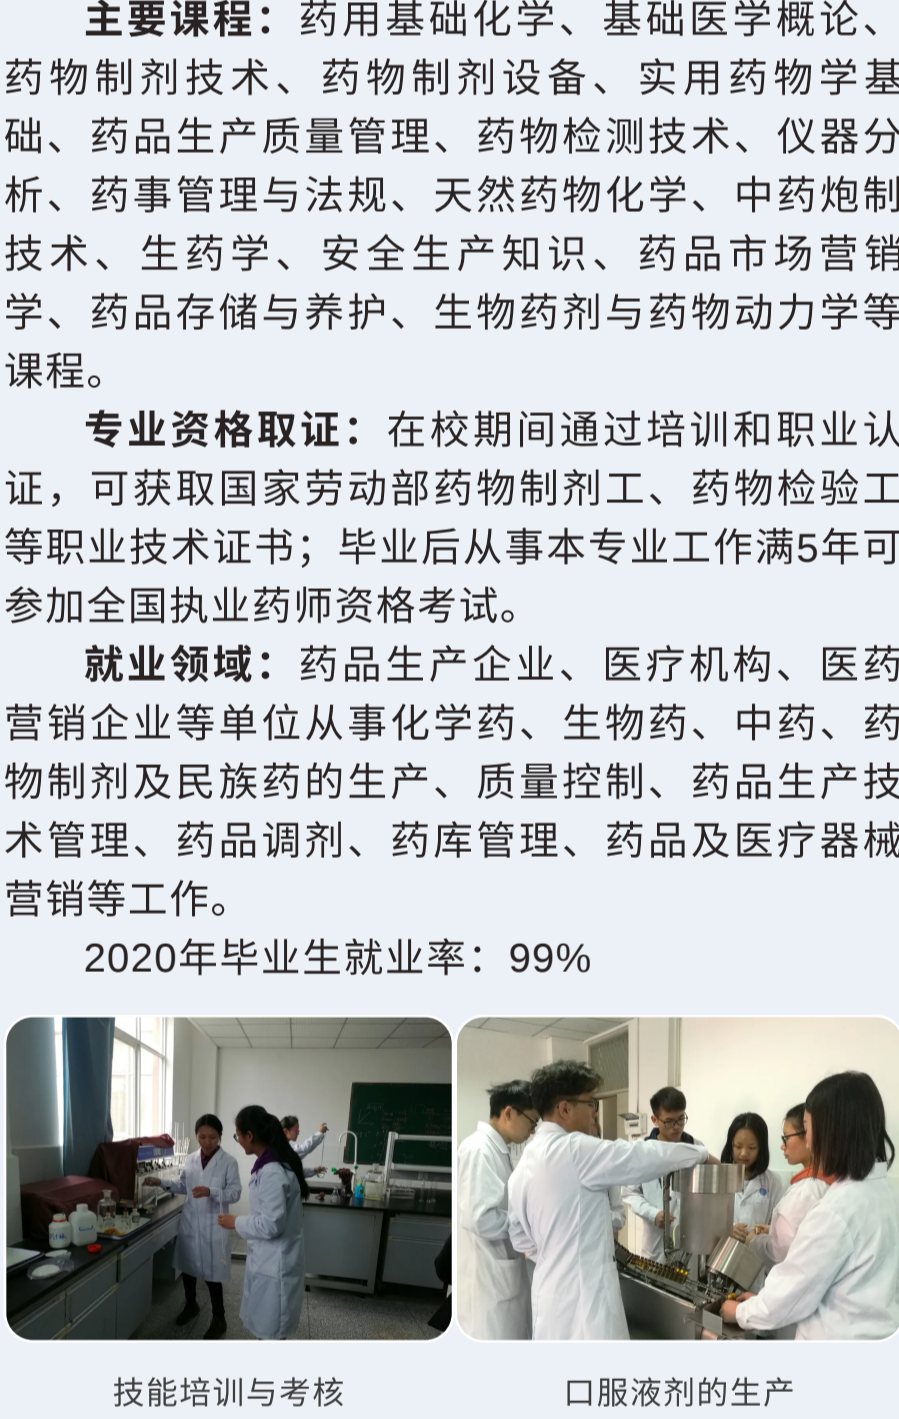 主要课程：药用基础化学、基础医学概论、
药物制剂技术、药物制剂设备、实用药物学基
础、药品生产质量管理、药物检测技术、仪器分
析、药事管理与法规、天然药物化学、中药炮制
技术、生药学、安全生产知识、药品市场营销
学、药品存储与养护、生物药剂与药物动力学等
课程。
专业资格取证：在校期间通过培训和职业认
证，可获取国家劳动部药物制剂工、药物检验工
等职业技术证书；毕业后从事本专业工作满5年可
参加全国执业药师资格考试。
就业领域：药品生产企业、医疗机构、医药
营销企业等单位从事化学药、生物药、中药、药
物制剂及民族药的生产、质量控制、药品生产技
术管理、药品调剂、药库管理、药品及医疗器械
营销等工作。
2020年毕业生就业率：99%
技能培训与考核
口服液剂的生产